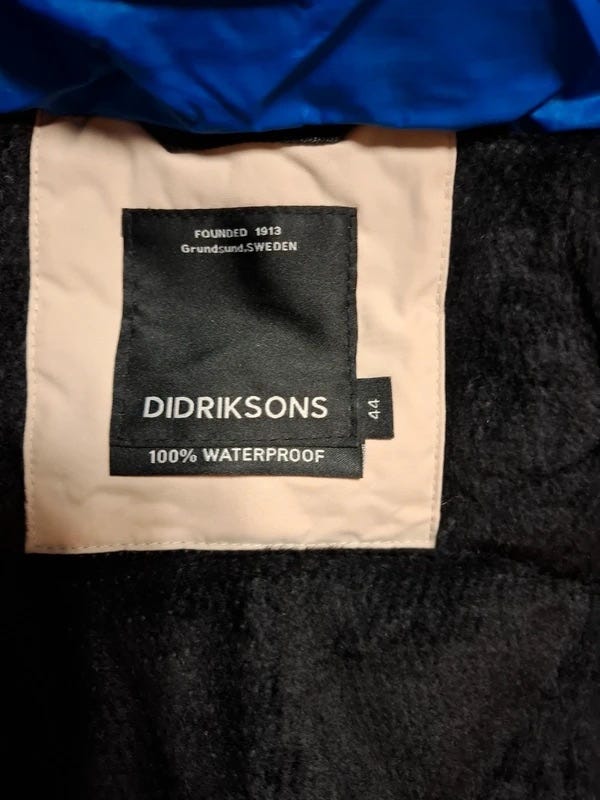 FOUNDED 1913
Grundsund,SWEDEN
DIDRIKSONS
44
100% WATERPROOF